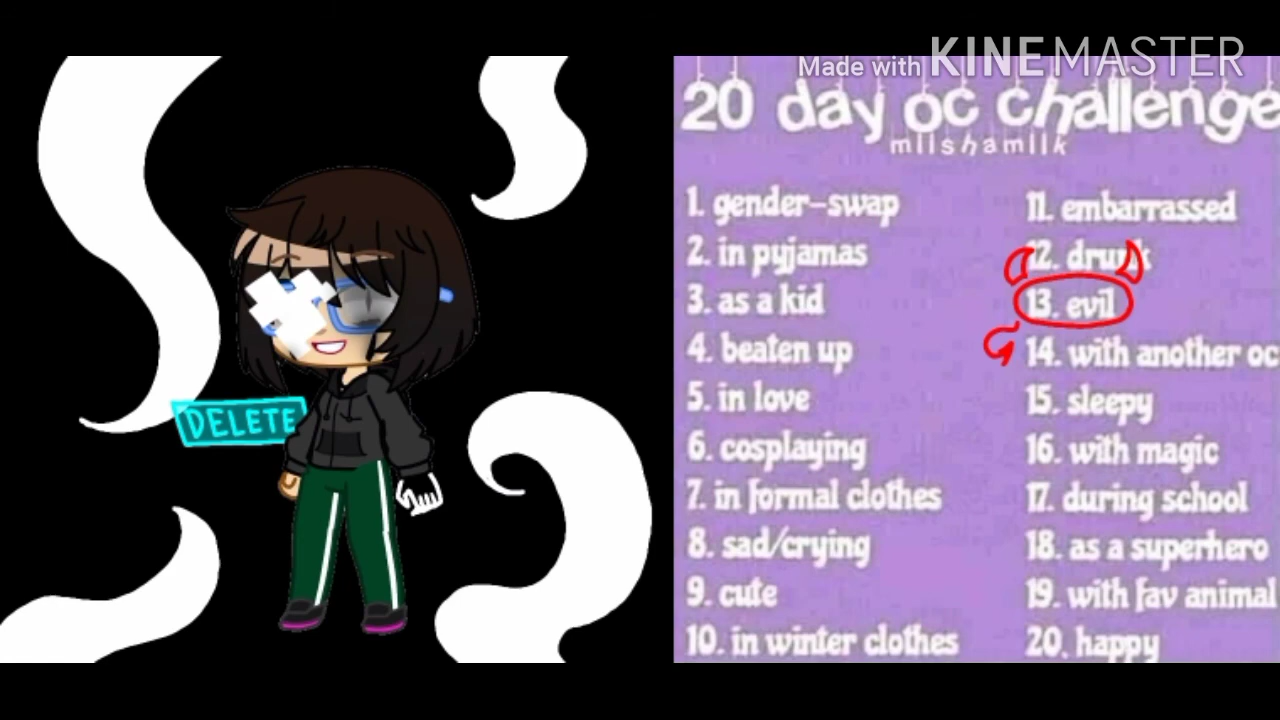 Made with KINEMASTER
20 day oc challenge
milshamilk
1. gender-swap
2. in pyjamas
3. as a kid
4. beaten up
5. in love
6. cosplaying
7. in formal clothes
8. sad/crying
9. cute
10. in winter clothes
11. embarrassed
12. drunk
13. evil
14. with another oc
15. sleepy
16. with magic
17. during school
18. as a superhero
19. with fav animal
20. happy
DELETE